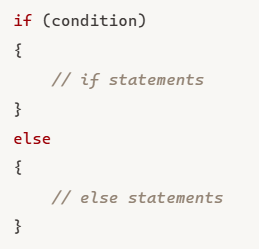 if (condition)
{
    // if statements
}
else
{
    // else statements
}